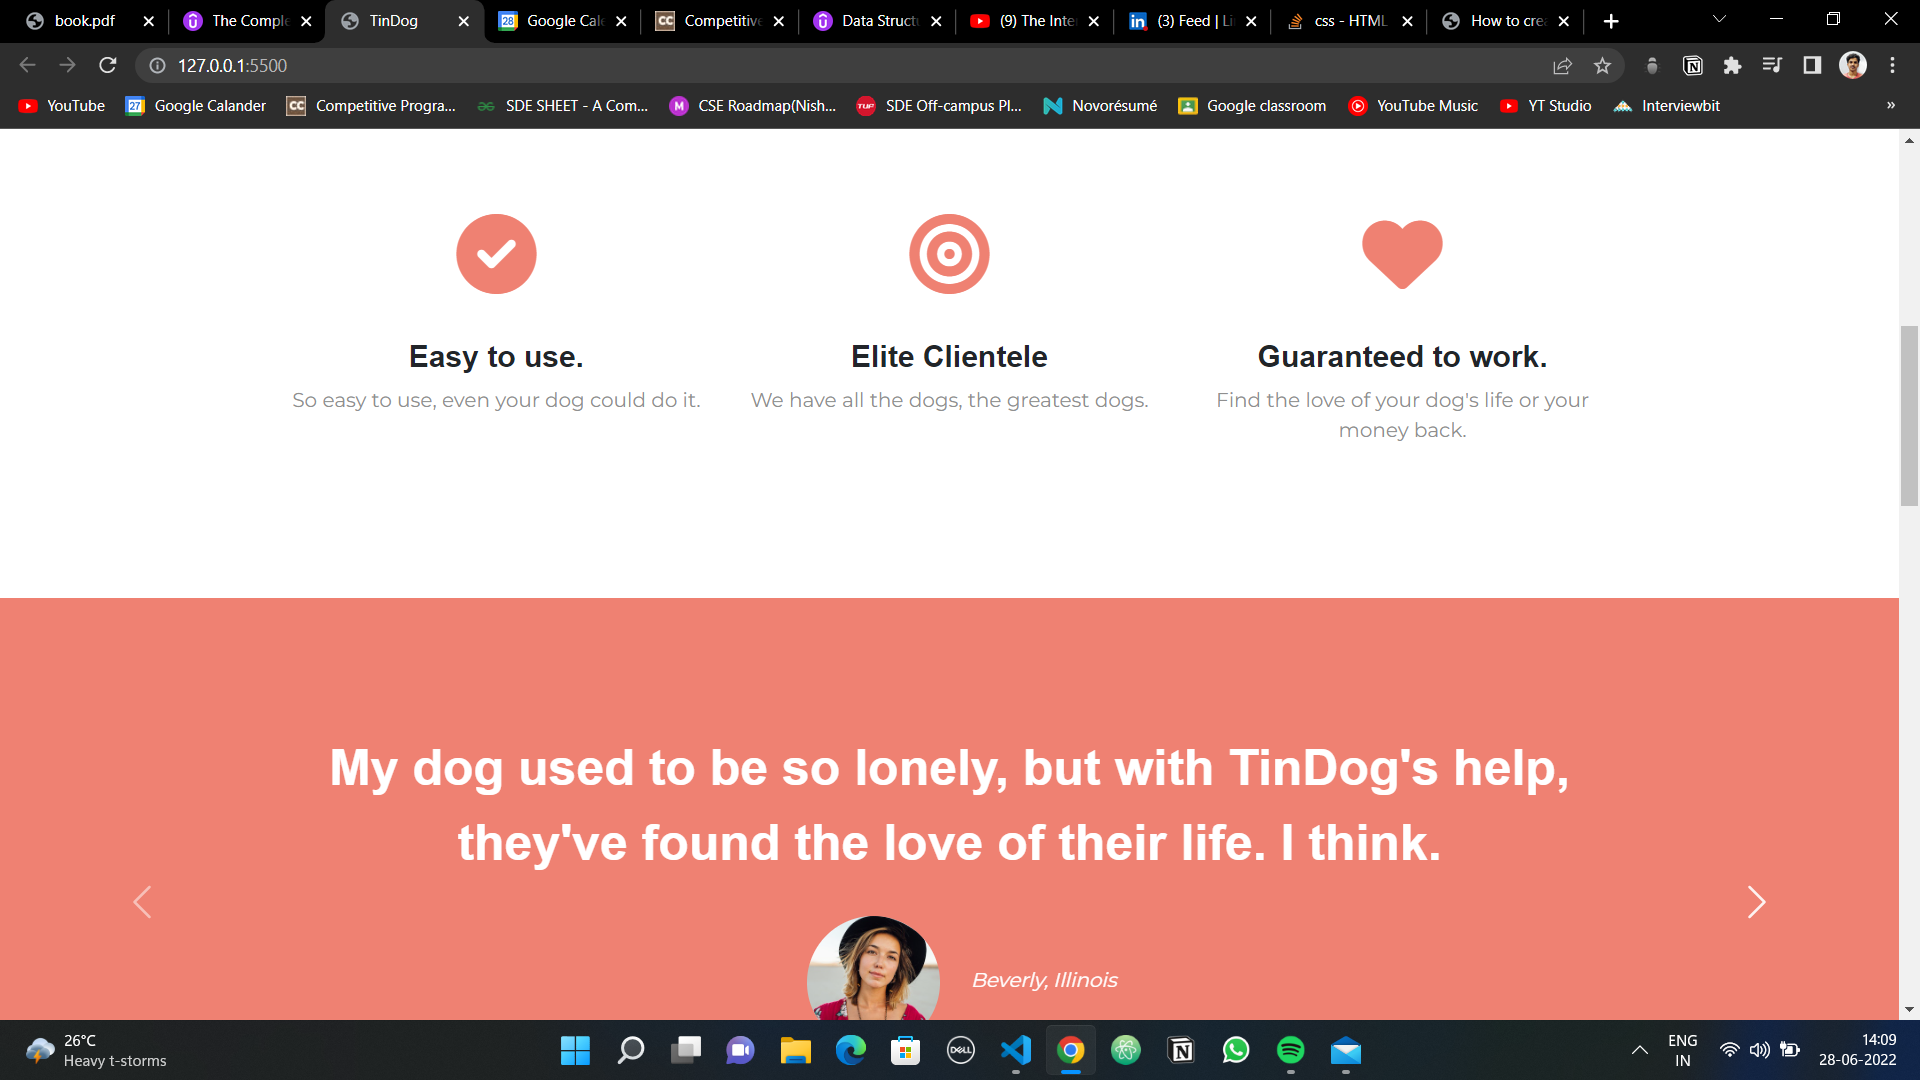 book.pdf
The Comple
TinDog
Google Cale
Competitive
Data Structu
(9) The Inter
(3) Feed | Li
css - HTML
How to crea
127.0.0.1:5500
YouTube
Google Calander
Competitive Progra...
SDE SHEET - A Com...
CSE Roadmap(Nish...
SDE Off-campus Pl...
Novorésumé
Google classroom
YouTube Music
YT Studio
Interviewbit
»
Easy to use.
So easy to use, even your dog could do it.
Elite Clientele
We have all the dogs, the greatest dogs.
Guaranteed to work.
Find the love of your dog's life or your
money back.
My dog used to be so lonely, but with TinDog's help,
they've found the love of their life. I think.
Beverly, Illinois
26°C
Heavy t-storms
ENG
IN
14:09
28-06-2022